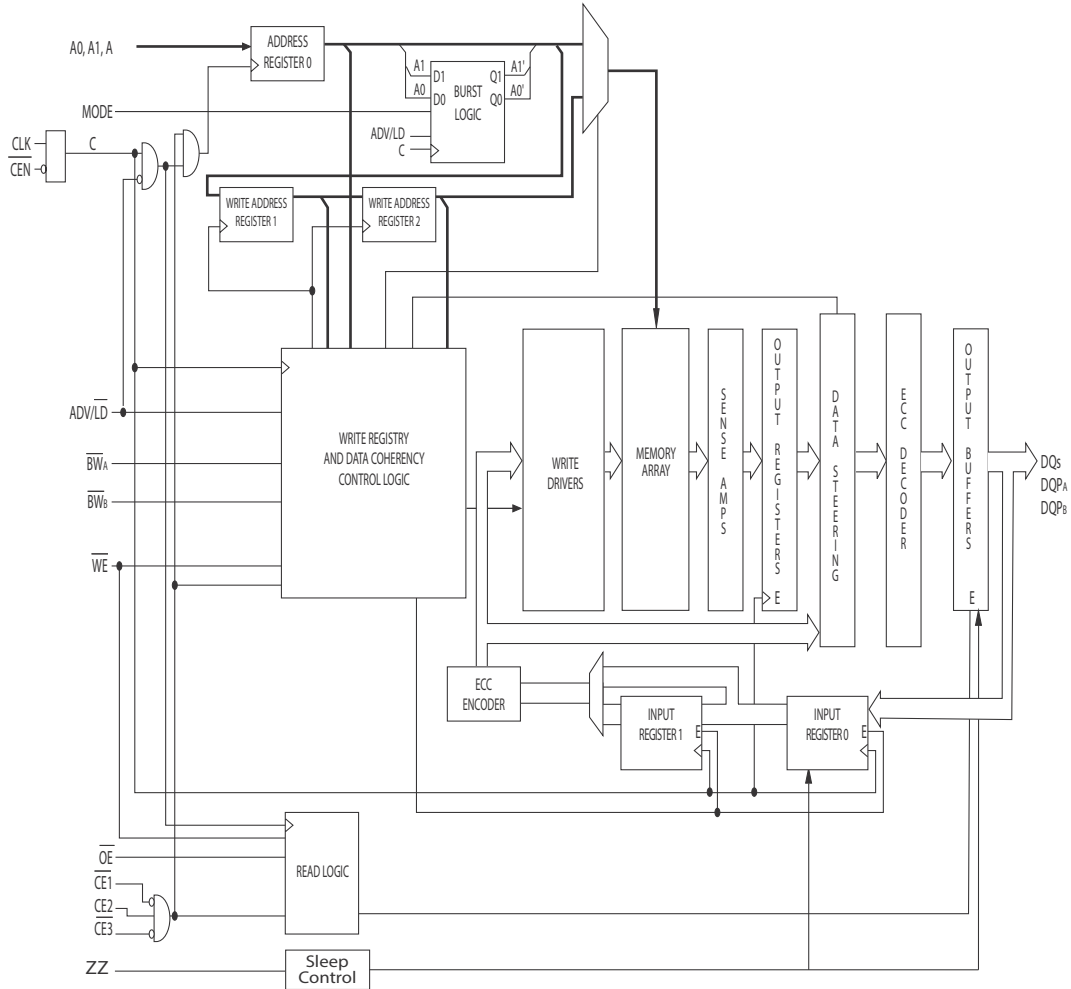 A0, A1, A
ADDRESS
REGISTER 0
A1
A0
D1
D0
BURST
LOGIC
Q1
Q0
A1'
A0'
MODE
ADV/LD
C
CLK
CEN
C
WRITE ADDRESS
REGISTER 1
WRITE ADDRESS
REGISTER 2
ADV/LD
BWA
BWB
WE
WRITE REGISTRY
AND DATA COHERENCY
CONTROL LOGIC
WRITE
DRIVERS
MEMORY
ARRAY
SENSE AMPS
OUTPUT REGISTERS
E
DATA STEERING
ECC DECODER
OUTPUT BUFFERS
E
DQs
DQPA
DQPB
ECC
ENCODER
INPUT
REGISTER 1
E
INPUT
REGISTER 0
E
OE
CE1
CE2
CE3
READ LOGIC
ZZ
Sleep
Control